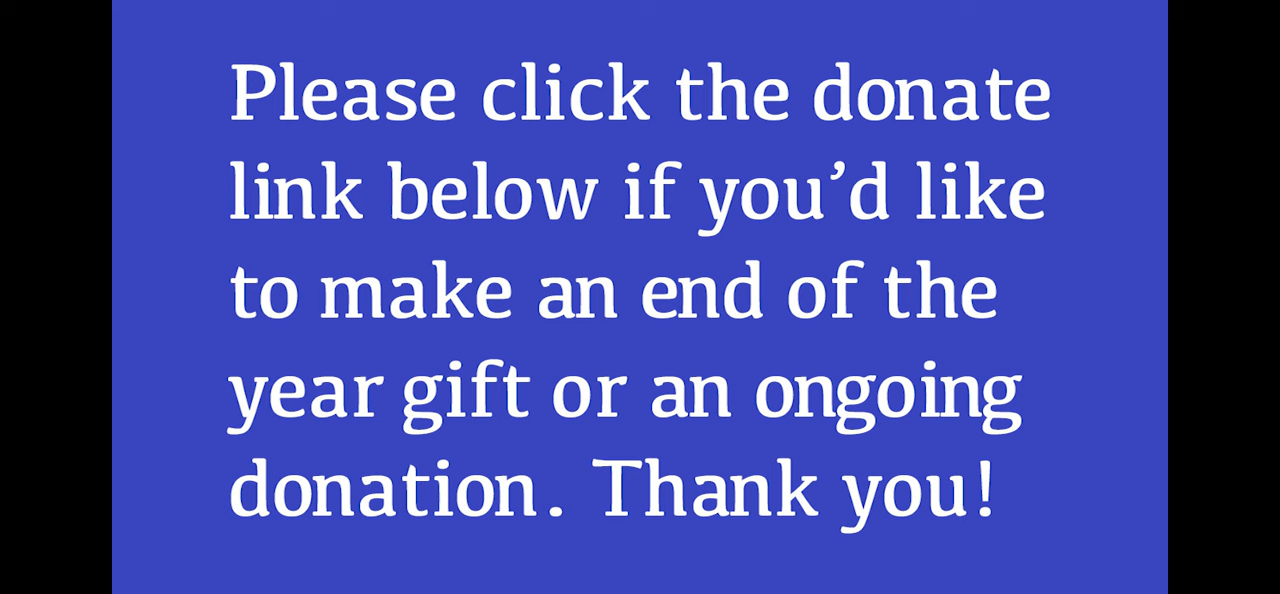 Please click the donate
link below if you’d like
to make an end of the
year gift or an ongoing
donation. Thank you!